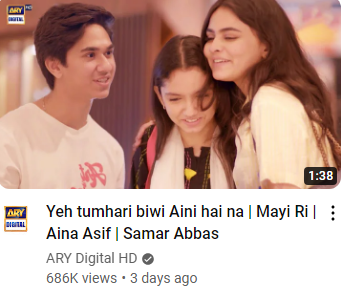 ARY
DIGITAL
HD
1:38
ARY
DIGITAL
Yeh tumhari biwi Aini hai na | Mayi Ri |
Aina Asif | Samar Abbas
ARY Digital HD
686K views • 3 days ago